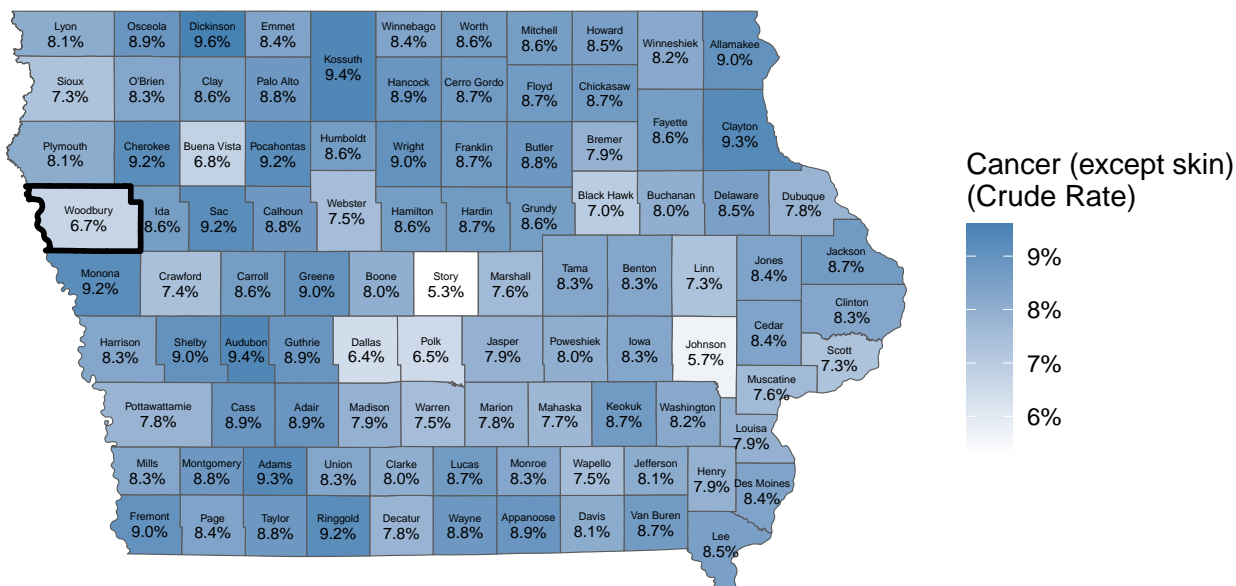 Lyon
8.1%
Osceola
8.9%
Dickinson
9.6%
Emmet
8.4%
Kossuth
9.4%
Winnebago
8.4%
Worth
8.6%
Mitchell
8.6%
Howard
8.5%
Winneshiek
8.2%
Allamakee
9.0%
Sioux
7.3%
O'Brien
8.3%
Clay
8.6%
Palo Alto
8.8%
Hancock
8.9%
Cerro Gordo
8.7%
Floyd
8.7%
Chickasaw
8.7%
Fayette
8.6%
Clayton
9.3%
Plymouth
8.1%
Cherokee
9.2%
Buena Vista
6.8%
Pocahontas
9.2%
Humboldt
8.6%
Wright
9.0%
Franklin
8.7%
Butler
8.8%
Bremer
7.9%
Woodbury
6.7%
Ida
8.6%
Sac
9.2%
Calhoun
8.8%
Webster
7.5%
Hamilton
8.6%
Hardin
8.7%
Grundy
8.6%
Black Hawk
7.0%
Buchanan
8.0%
Delaware
8.5%
Dubuque
7.8%
Monona
9.2%
Crawford
7.4%
Carroll
8.6%
Greene
9.0%
Boone
8.0%
Story
5.3%
Marshall
7.6%
Tama
8.3%
Benton
8.3%
Linn
7.3%
Jones
8.4%
Jackson
8.7%
Clinton
8.3%
Harrison
8.3%
Shelby
9.0%
Audubon
9.4%
Guthrie
8.9%
Dallas
6.4%
Polk
6.5%
Jasper
7.9%
Poweshiek
8.0%
Iowa
8.3%
Johnson
5.7%
Cedar
8.4%
Scott
7.3%
Muscatine
7.6%
Pottawattamie
7.8%
Cass
8.9%
Adair
8.9%
Madison
7.9%
Warren
7.5%
Marion
7.8%
Mahaska
7.7%
Keokuk
8.7%
Washington
8.2%
Louisa
7.9%
Mills
8.3%
Montgomery
8.8%
Adams
9.3%
Union
8.3%
Clarke
8.0%
Lucas
8.7%
Monroe
8.3%
Wapello
7.5%
Jefferson
8.1%
Henry
7.9%
Des Moines
8.4%
Fremont
9.0%
Page
8.4%
Taylor
8.8%
Ringgold
9.2%
Decatur
7.8%
Wayne
8.8%
Appanoose
8.9%
Davis
8.1%
Van Buren
8.7%
Lee
8.5%
Cancer (except skin)
(Crude Rate)
9%
8%
7%
6%